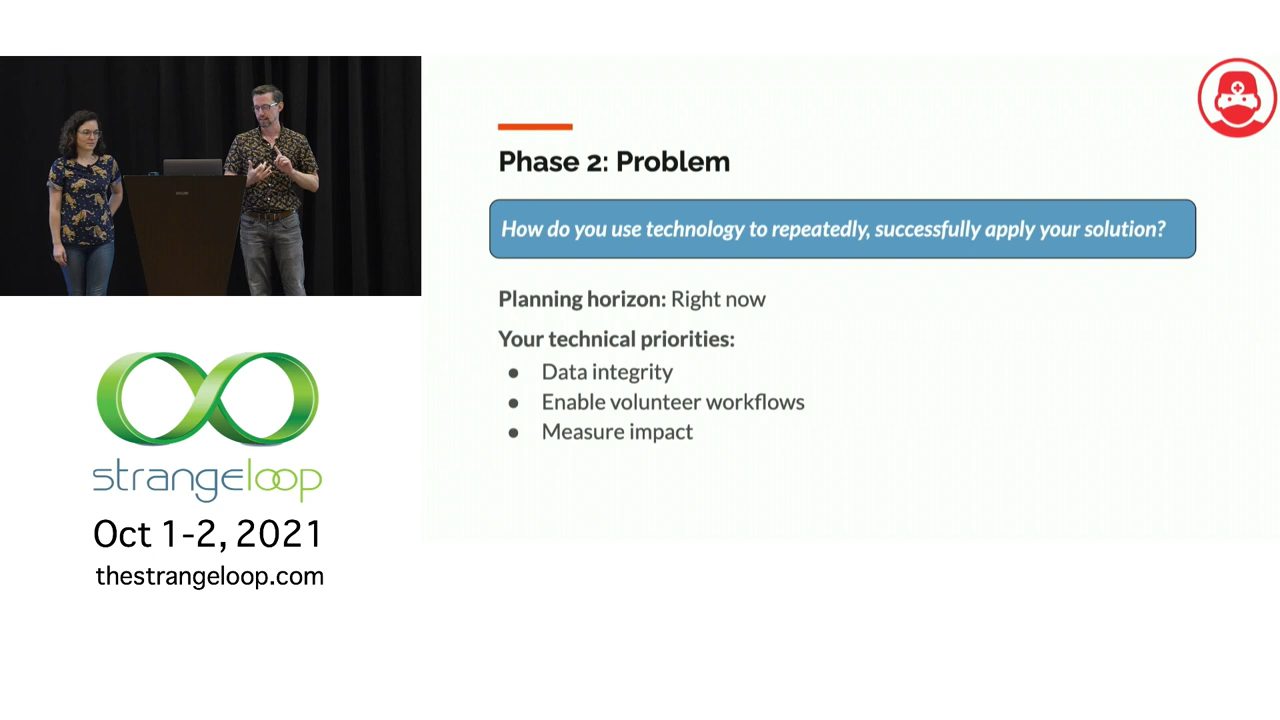 Phase 2: Problem
How do you use technology to repeatedly, successfully apply your solution?
Planning horizon: Right now
Your technical priorities:
● Data integrity
● Enable volunteer workflows
● Measure impact
strangeloop
Oct 1-2, 2021
thestrangeloop.com